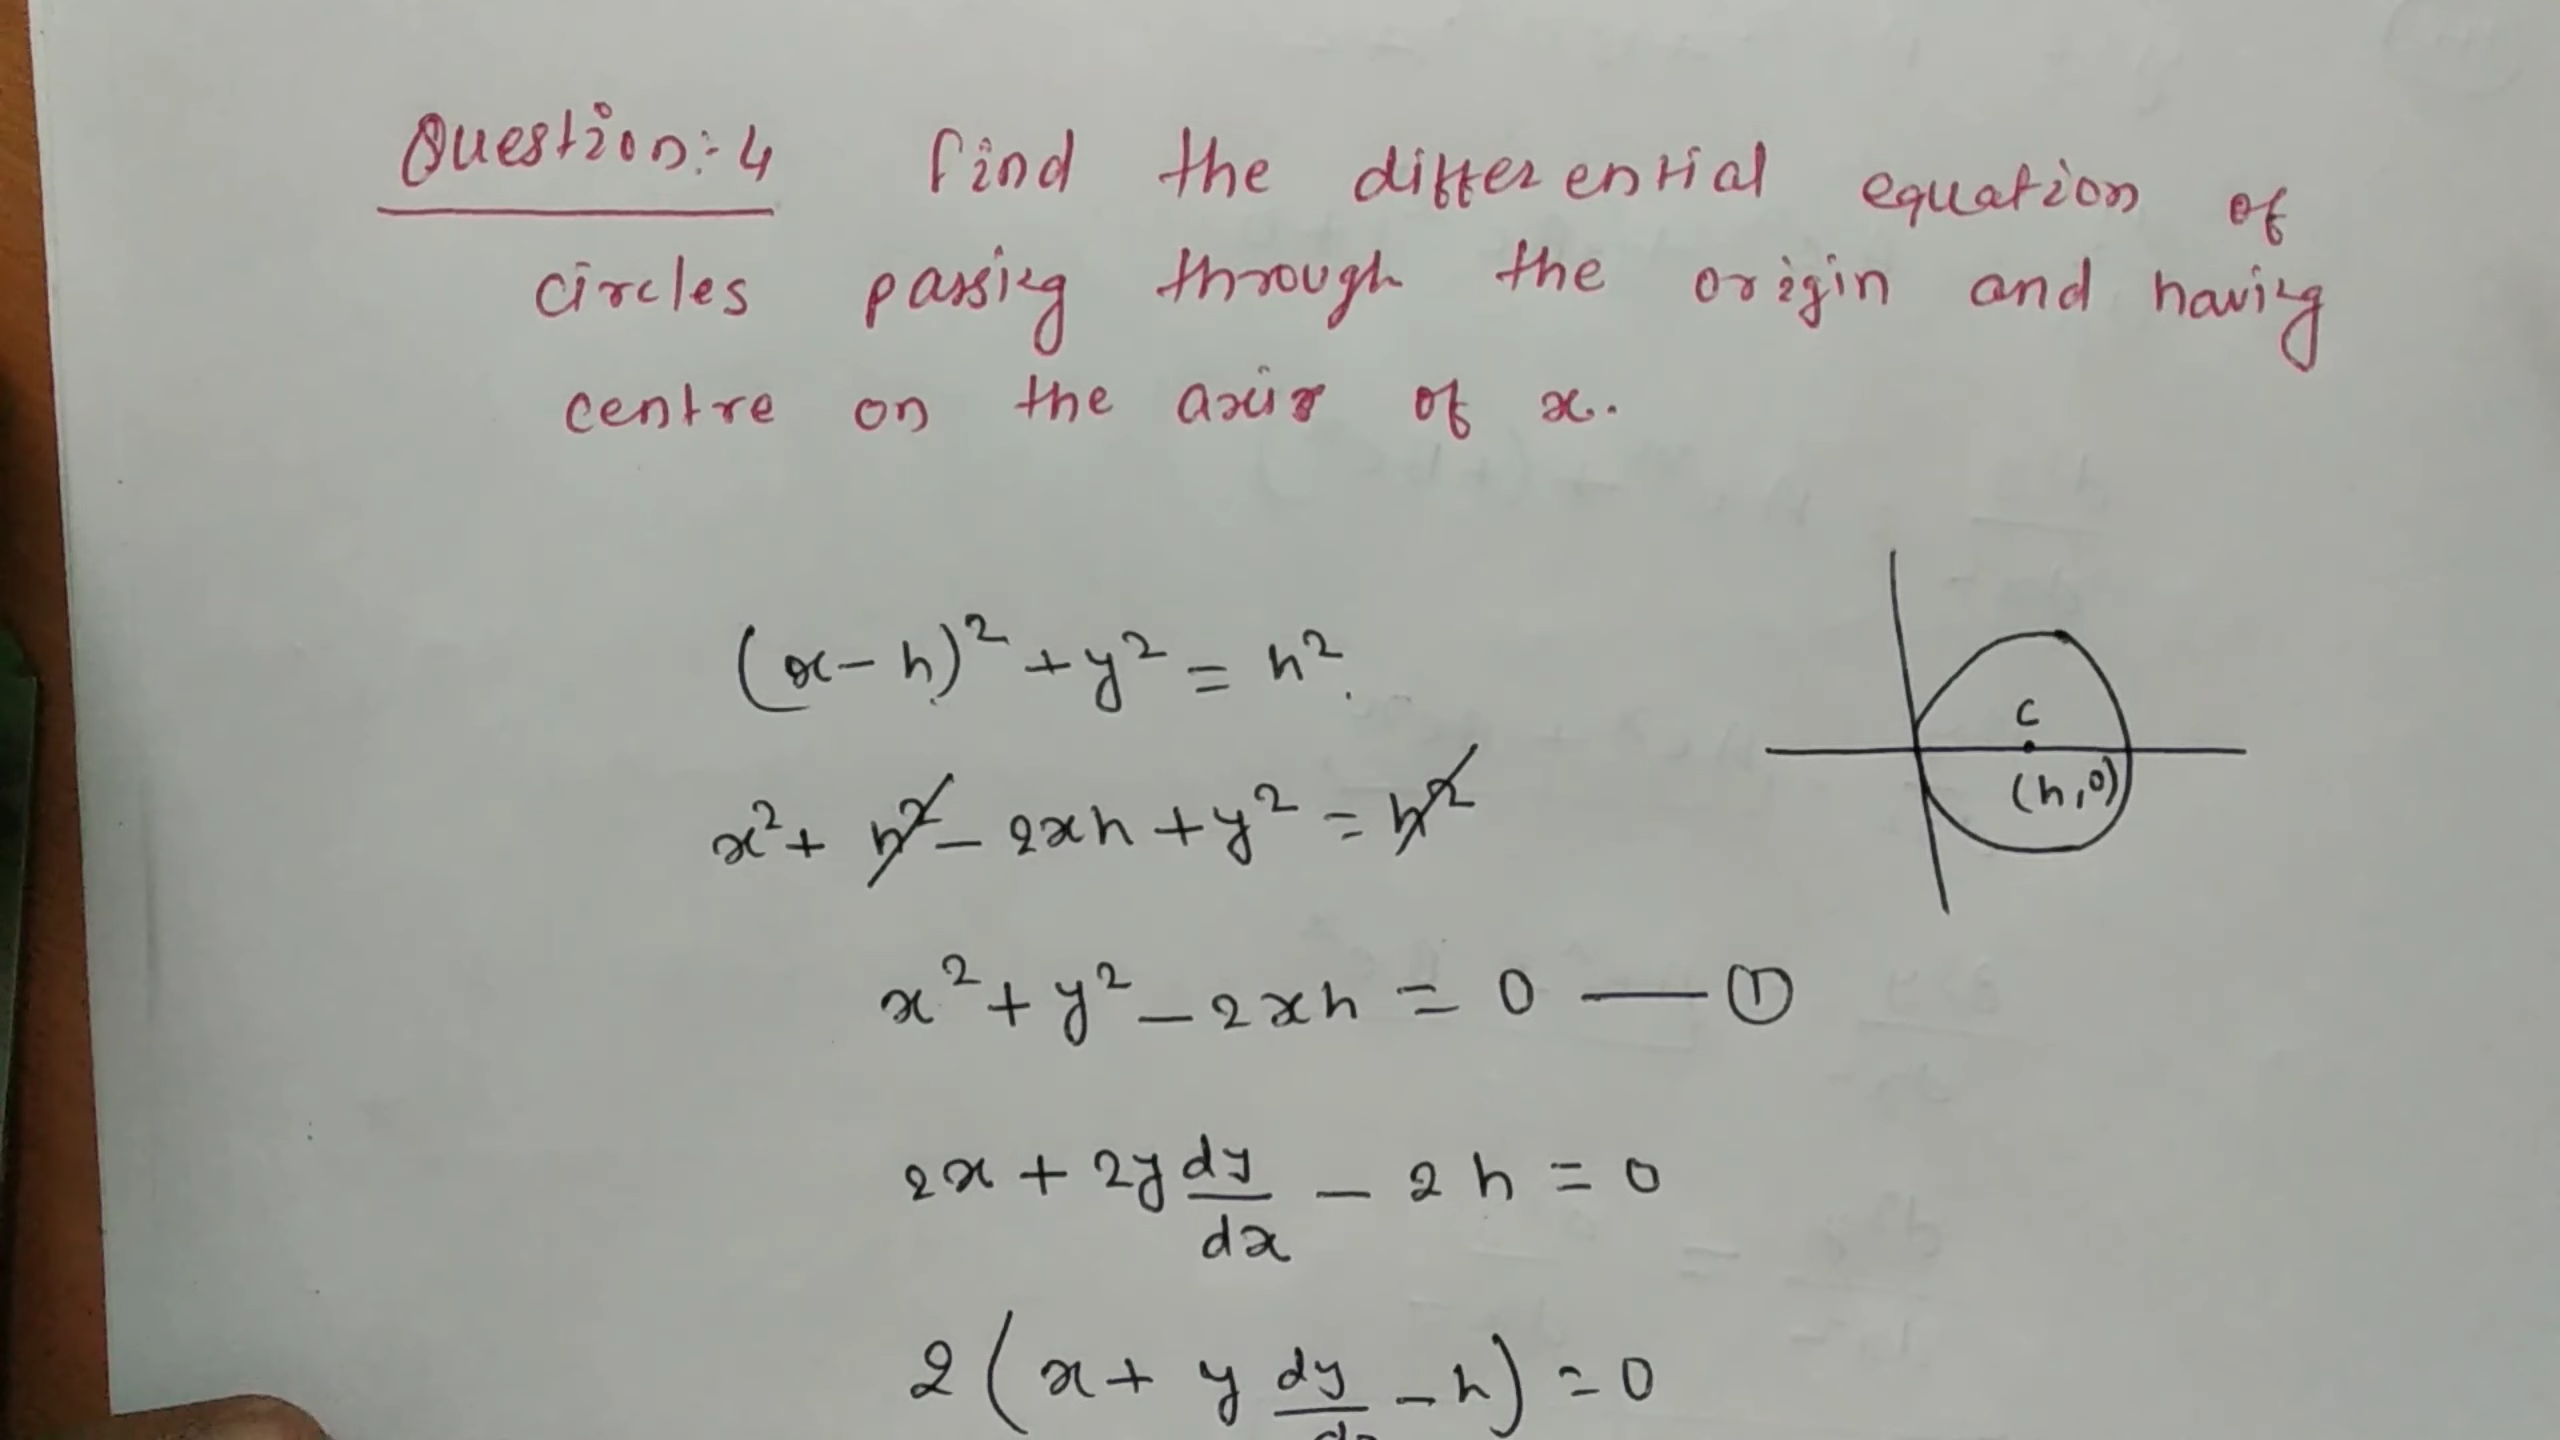 Question:- 4 Find the differential equation of
circles passing through the origin and having
centre on the axis of x.
(x-h)² + y² = h².
C
(h,0)
x² + h² - 2xh + y² = h²
x² + y² - 2xh = 0 — ①
2x + 2y dy/dx - 2h = 0
2(x + y dy/dx - h) = 0